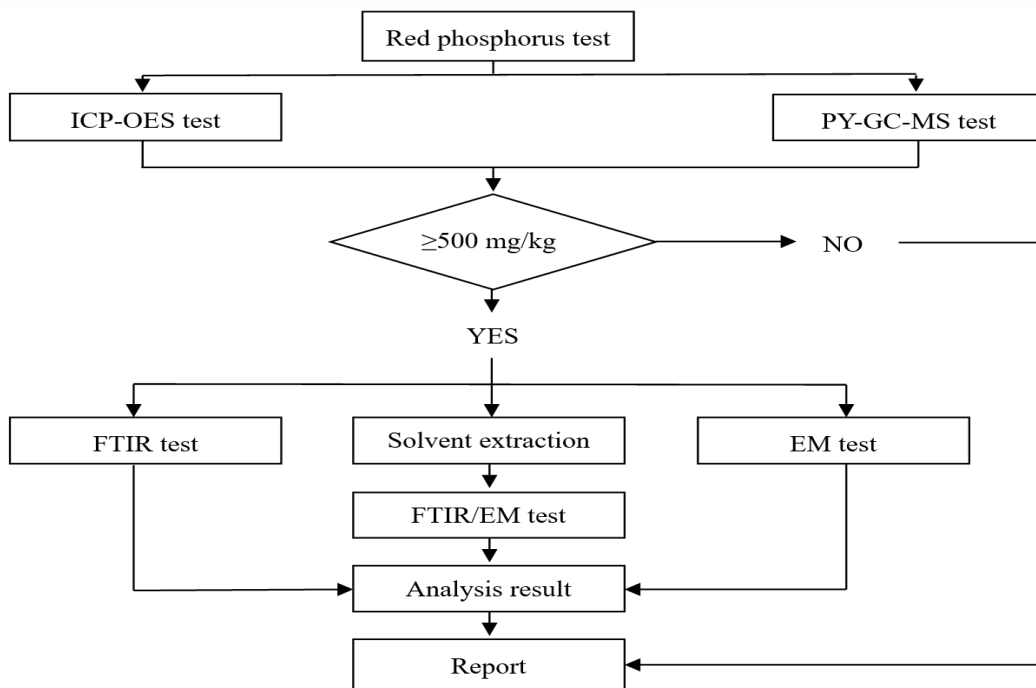 Red phosphorus test
ICP-OES test
PY-GC-MS test
≥500 mg/kg
NO
YES
FTIR test
Solvent extraction
EM test
FTIR/EM test
Analysis result
Report